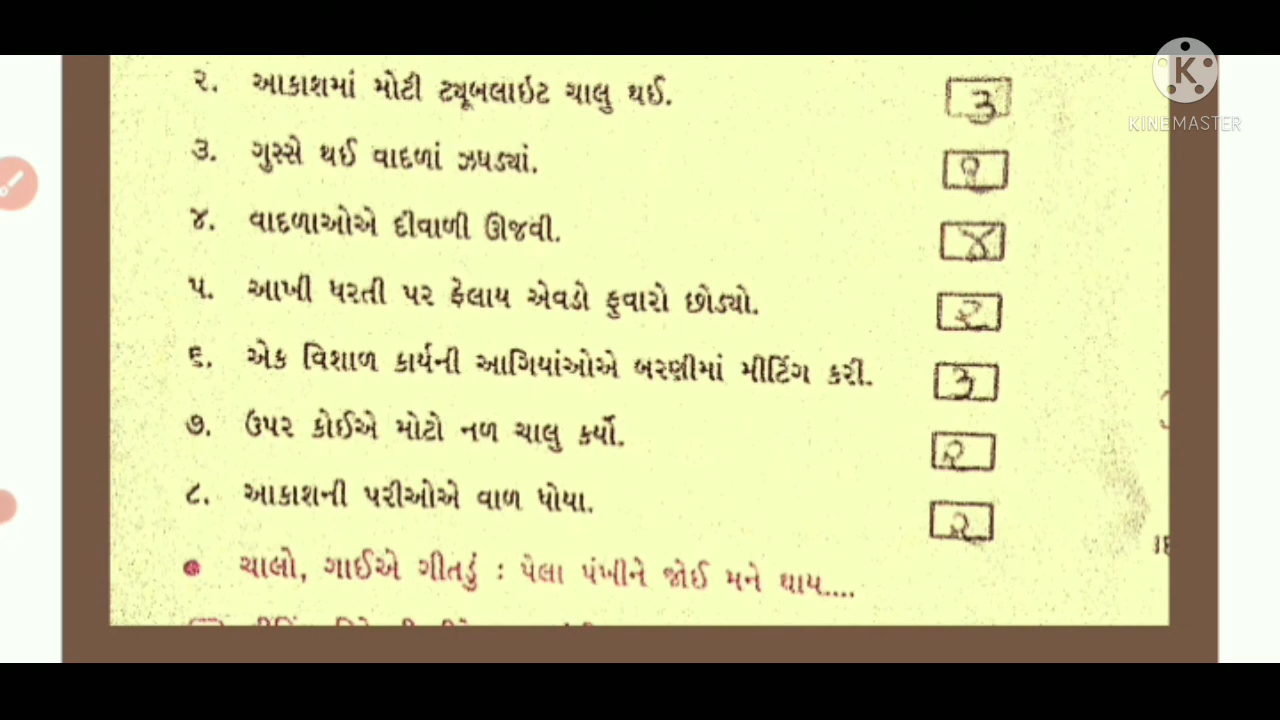 KINEMASTER
૨. આકાશમાં મોટી ટ્યૂબલાઇટ ચાલુ થઈ. ૩
૩. ગુસ્સે થઈ વાદળાં ઝઘડ્યાં. ૧
૪. વાદળાઓએ દીવાળી ઊજવી. ૪
૫. આખી ધરતી પર ફેલાય એવડો ફુવારો છોડ્યો. ૨
૬. એક વિશાળ કાર્યની આગિયાંઓએ બરણીમાં મીટિંગ કરી. ૩
૭. ઉપર કોઈએ મોટો નળ ચાલુ કર્યો. ૨
૮. આકાશની પરીઓએ વાળ ધોયા. ૨
• ચાલો, ગાઈએ ગીતડું : પેલા પંખીને જોઈ મને થાય....